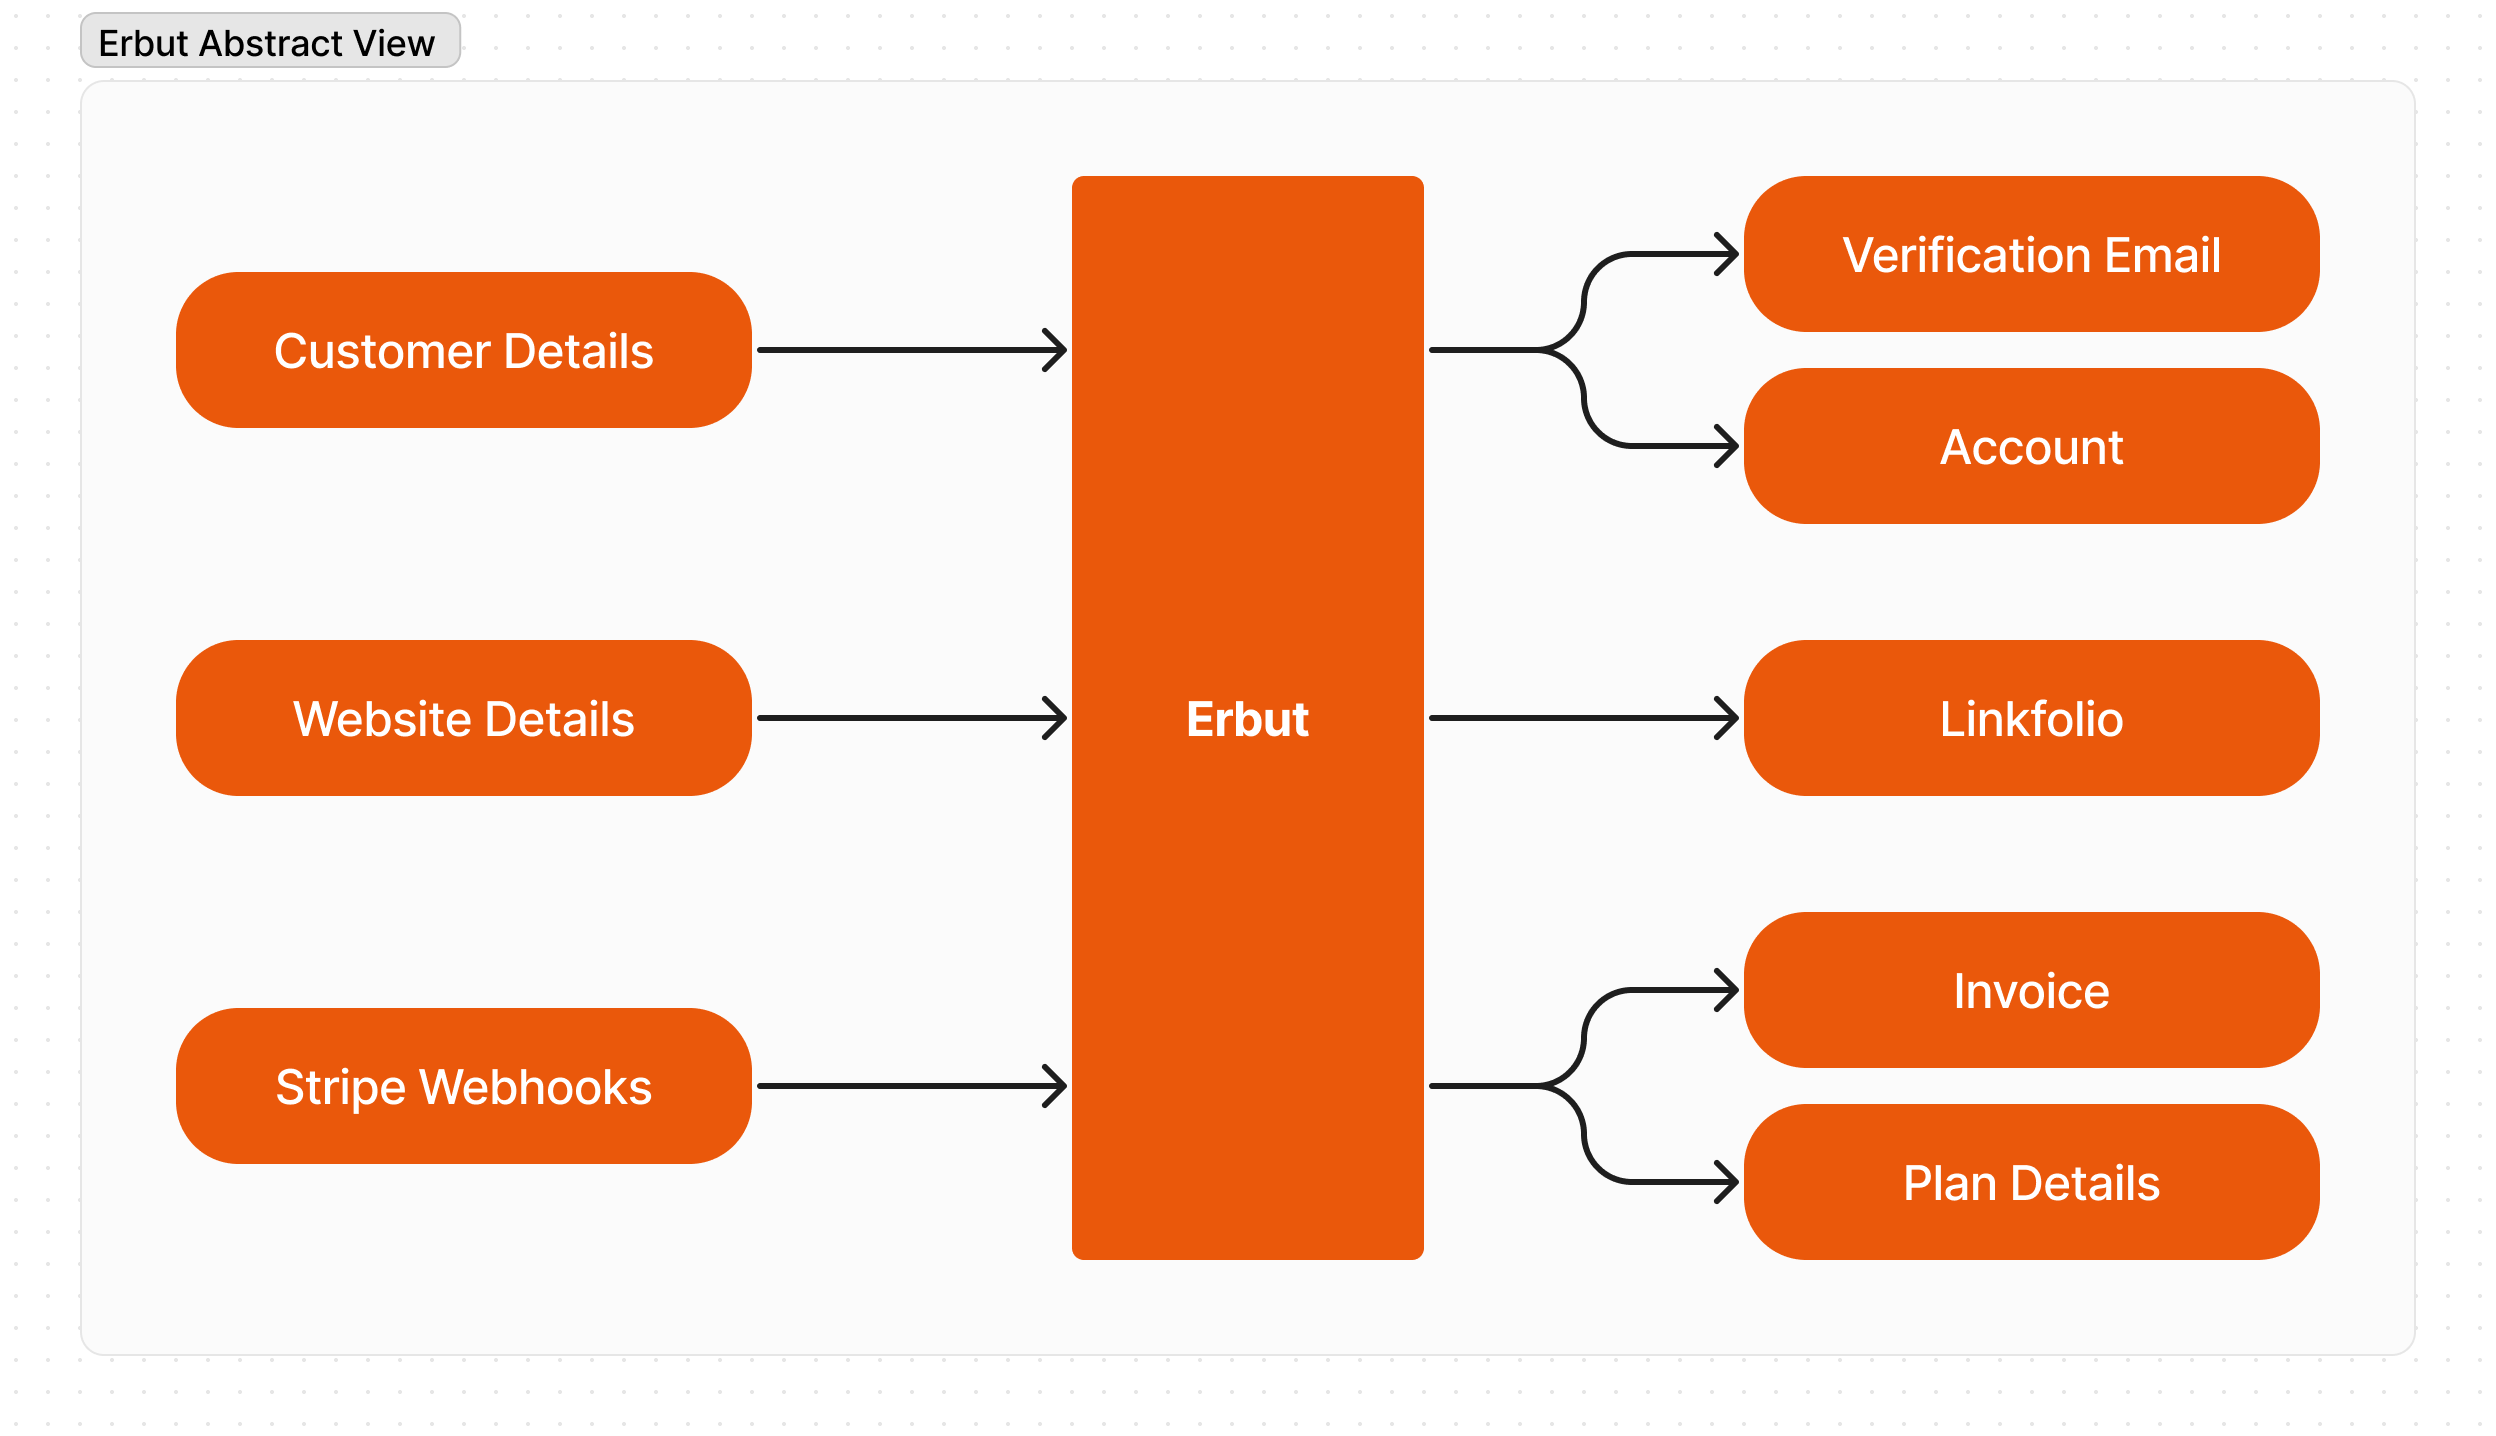 Erbut Abstract View
Customer Details
Website Details
Stripe Webhooks
Erbut
Verification Email
Account
Linkfolio
Invoice
Plan Details